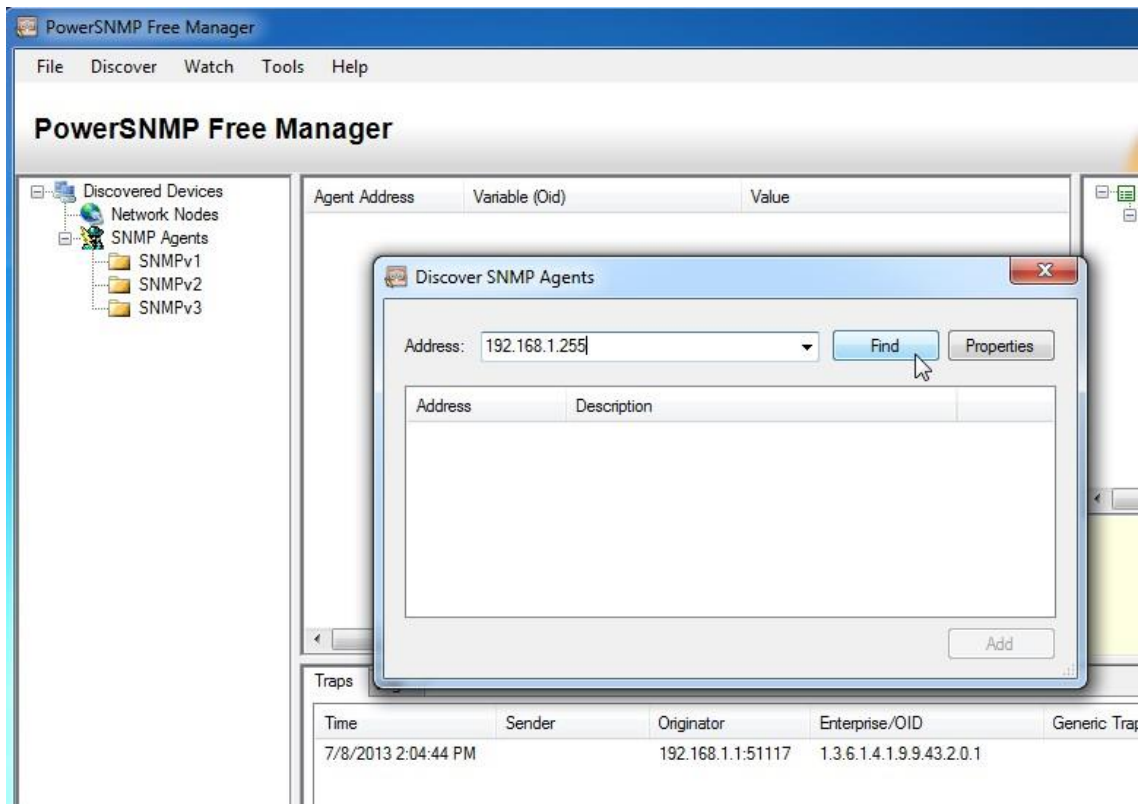 PowerSNMP Free Manager
File Discover Watch Tools Help
PowerSNMP Free Manager
Discovered Devices
Network Nodes
SNMP Agents
SNMPv1
SNMPv2
SNMPv3
Agent Address Variable (Oid) Value
Discover SNMP Agents
Address: 192.168.1.255 Find Properties
Address Description
Add
Traps
Time Sender Originator Enterprise/OID Generic Trap
7/8/2013 2:04:44 PM 192.168.1.1:51117 1.3.6.1.4.1.9.9.43.2.0.1